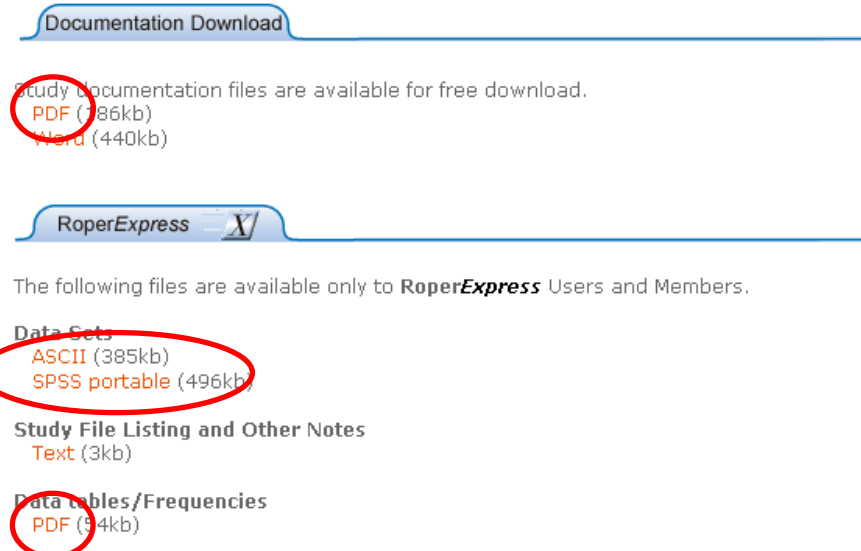 Documentation Download
Study documentation files are available for free download.
PDF (186kb)
Word (440kb)
RoperExpress X
The following files are available only to RoperExpress Users and Members.
Data Sets
ASCII (385kb)
SPSS portable (496kb)
Study File Listing and Other Notes
Text (3kb)
Data tables/Frequencies
PDF (54kb)